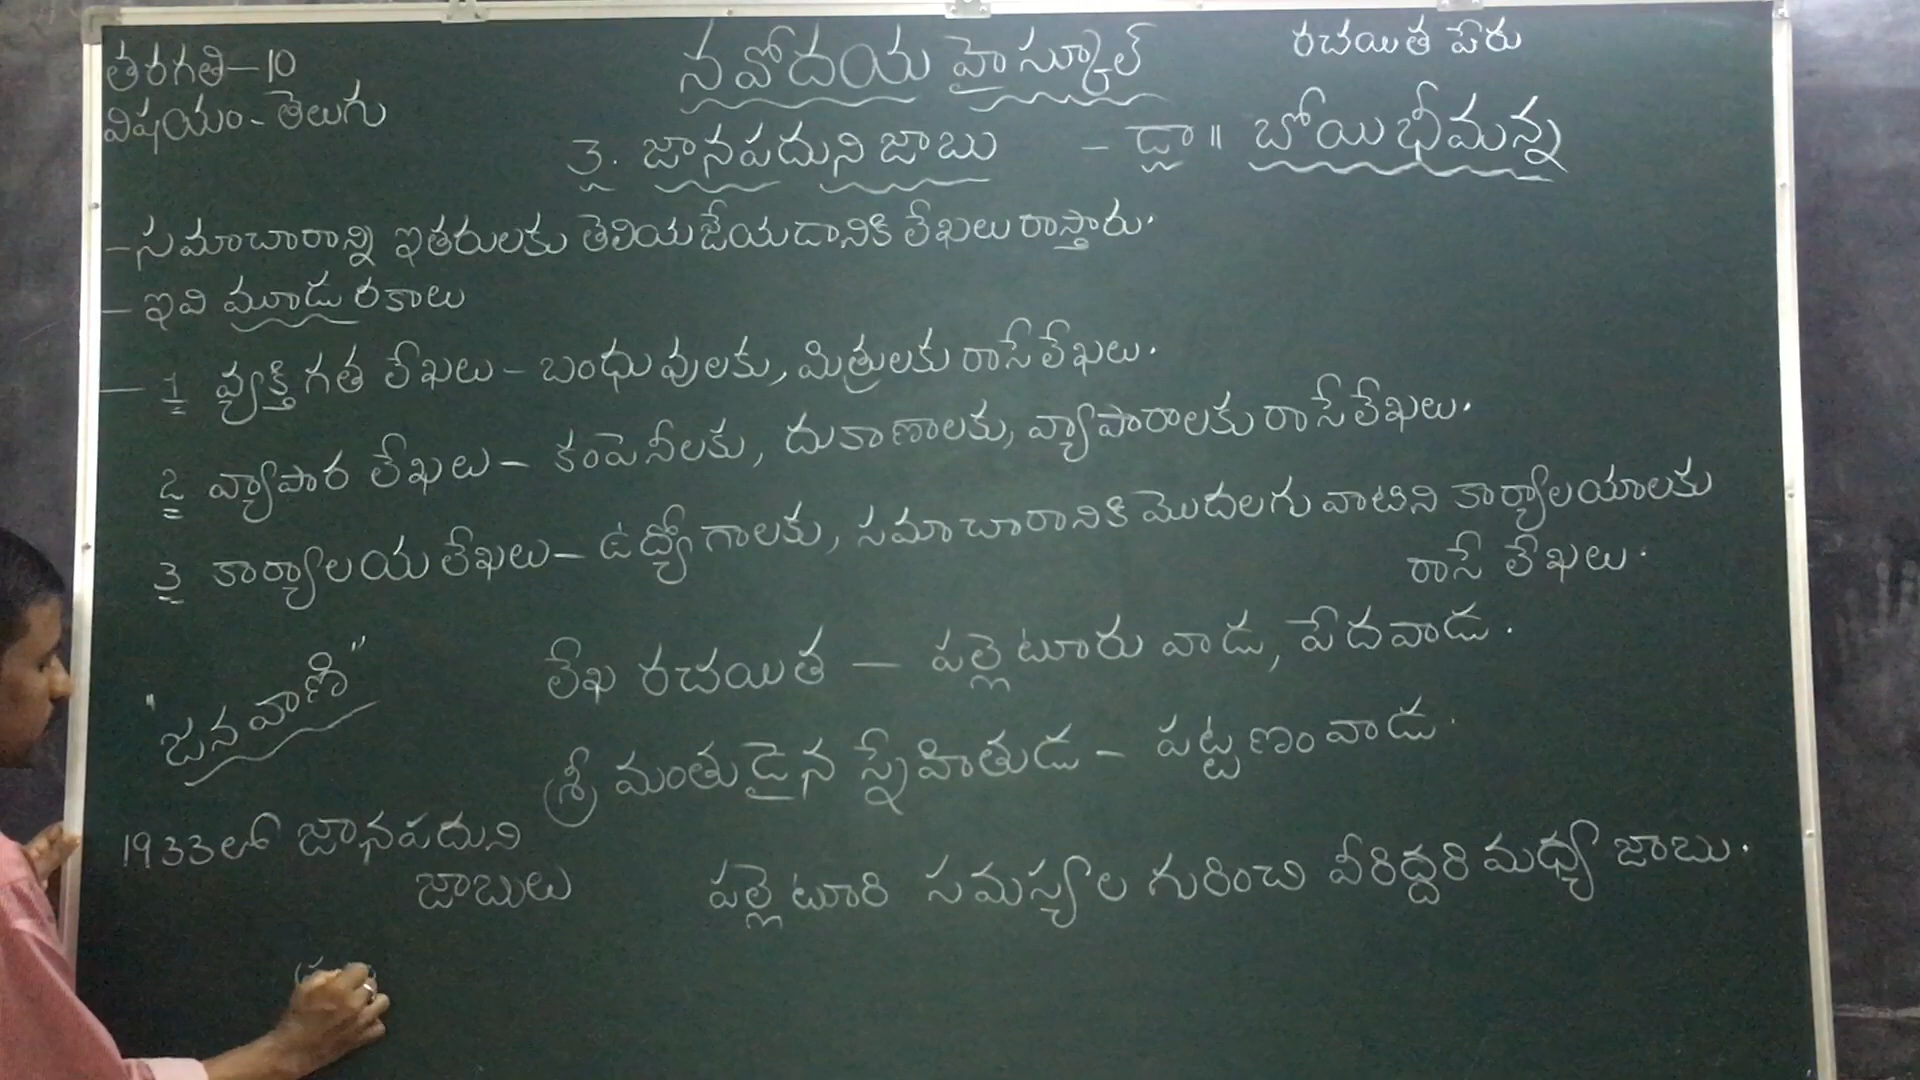 తరగతి - 10
విషయం - తెలుగు
నవోదయ హైస్కూల్
రచయిత పేరు
3. జానపదుని జాబు - డా॥ బోయి భీమన్న
- సమాచారాన్ని ఇతరులకు తెలియజేయడానికి లేఖలు రాస్తారు.
- ఇవి మూడు రకాలు
- 1 వ్యక్తిగత లేఖలు - బంధువులకు, మిత్రులకు రాసే లేఖలు.
2 వ్యాపార లేఖలు - కంపెనీలకు, దుకాణాలకు, వ్యాపారాలకు రాసే లేఖలు.
3 కార్యాలయ లేఖలు - ఉద్యోగాలకు, సమాచారానికి మొదలగు వాటిని కార్యాలయాలకు
రాసే లేఖలు.
లేఖ రచయిత - పల్లెటూరు వాడు, పేదవాడు.
శ్రీమంతుడైన స్నేహితుడు - పట్టణం వాడు.
పల్లెటూరి సమస్యల గురించి వీరిద్దరి మధ్య జాబు.
"జనవాణి"
1933లో జానపదుని
జాబులు